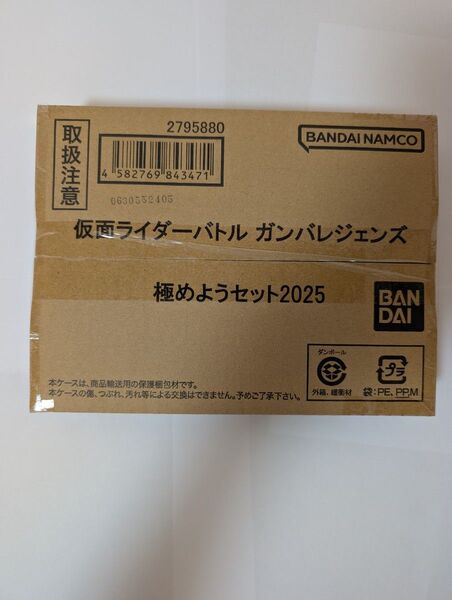 取扱注意
2795880
4 582769 843471
0630552405
BANDAI NAMCO
仮面ライダーバトル ガンバレジェンズ
極めようセット2025
BAN
DAI
本ケースは、商品輸送用の保護梱包材です。
本ケースの傷、つぶれ、汚れ等による交換はできません。予めご了承下さい。
ダンボール
外箱、緩衝材
プラ
袋:PE、PP、M